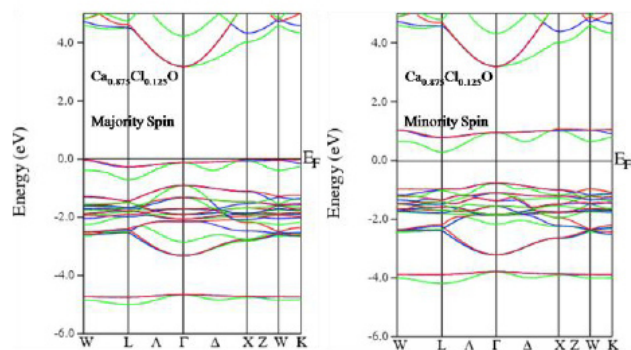 4.0
2.0
0.0
-2.0
-4.0
-6.0
Energy (eV)
Ca0.875Cl0.125O
Majority Spin
EF
W L Λ Γ Δ X Z W K
4.0
2.0
0.0
-2.0
-4.0
-6.0
Energy (eV)
Ca0.875Cl0.125O
Minority Spin
EF
W L Λ Γ Δ X Z W K